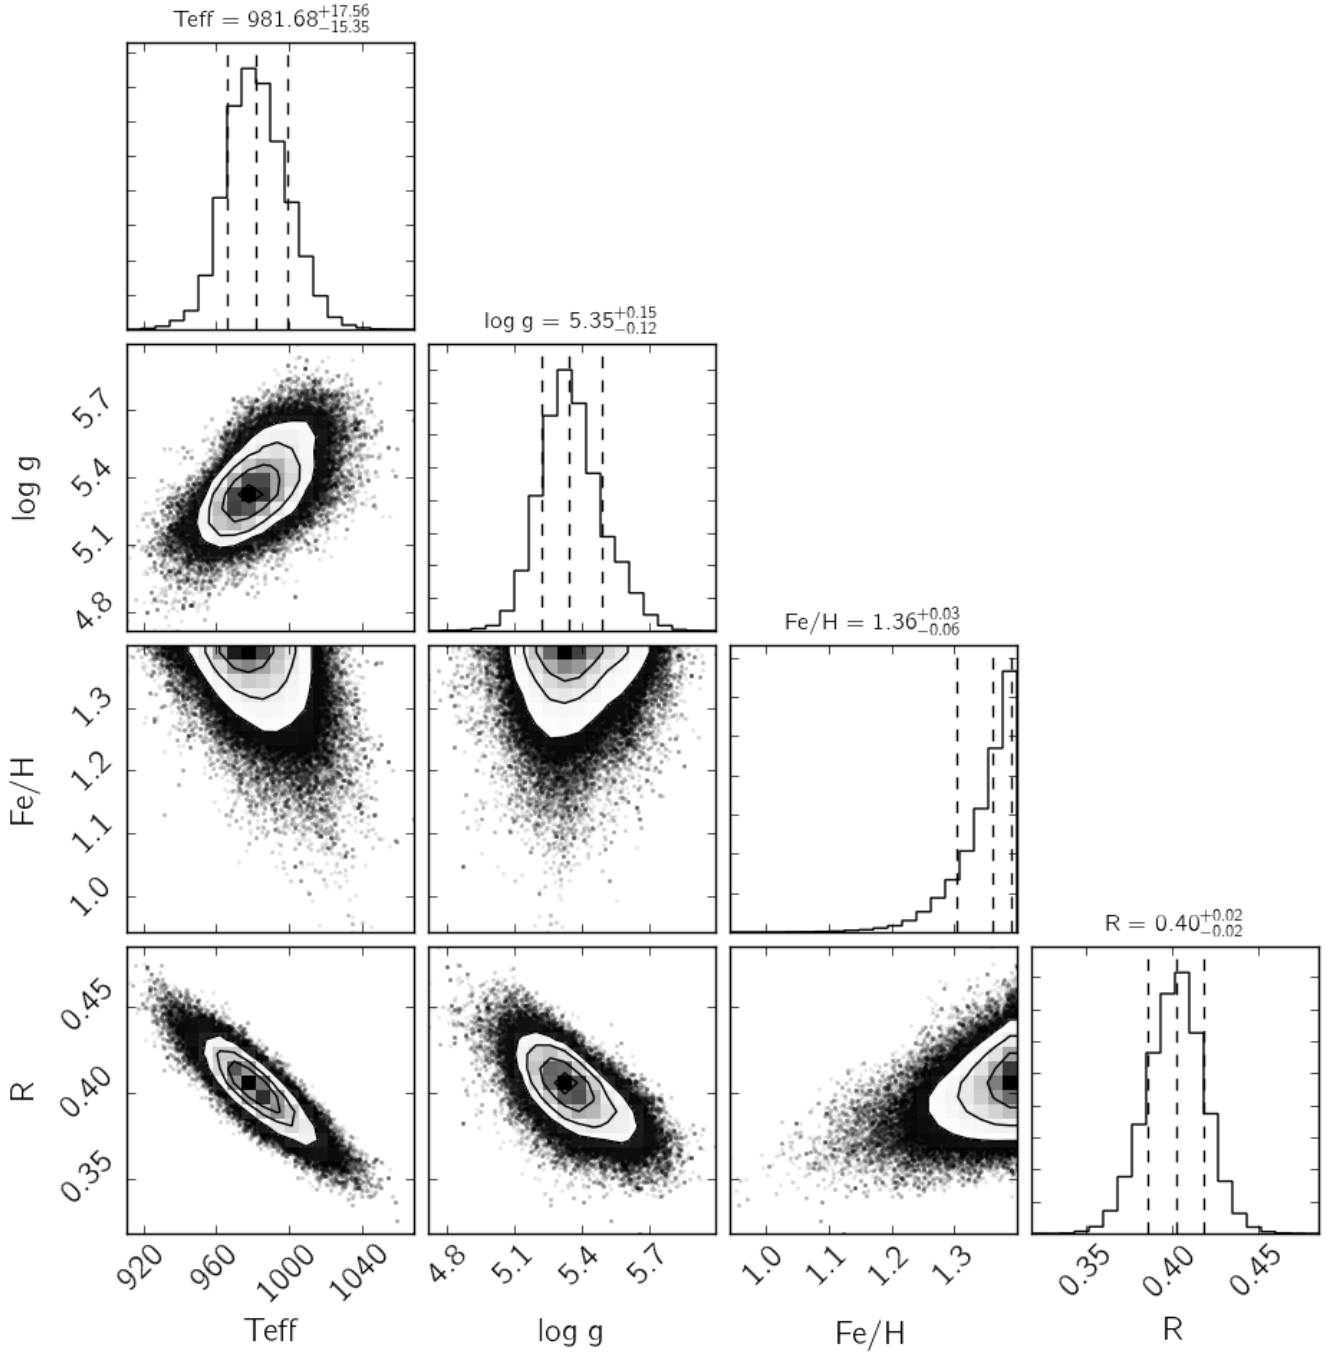 Teff = 981.68+17.56−15.35
log g = 5.35+0.15−0.12
5.7
5.4
5.1
4.8
log g
Fe/H = 1.36+0.03−0.06
1.3
1.2
1.1
1.0
Fe/H
R = 0.40+0.02−0.02
0.45
0.40
0.35
R
920 960 1000 1040 4.8 5.1 5.4 5.7 1.0 1.1 1.2 1.3 0.35 0.40 0.45
Teff log g Fe/H R